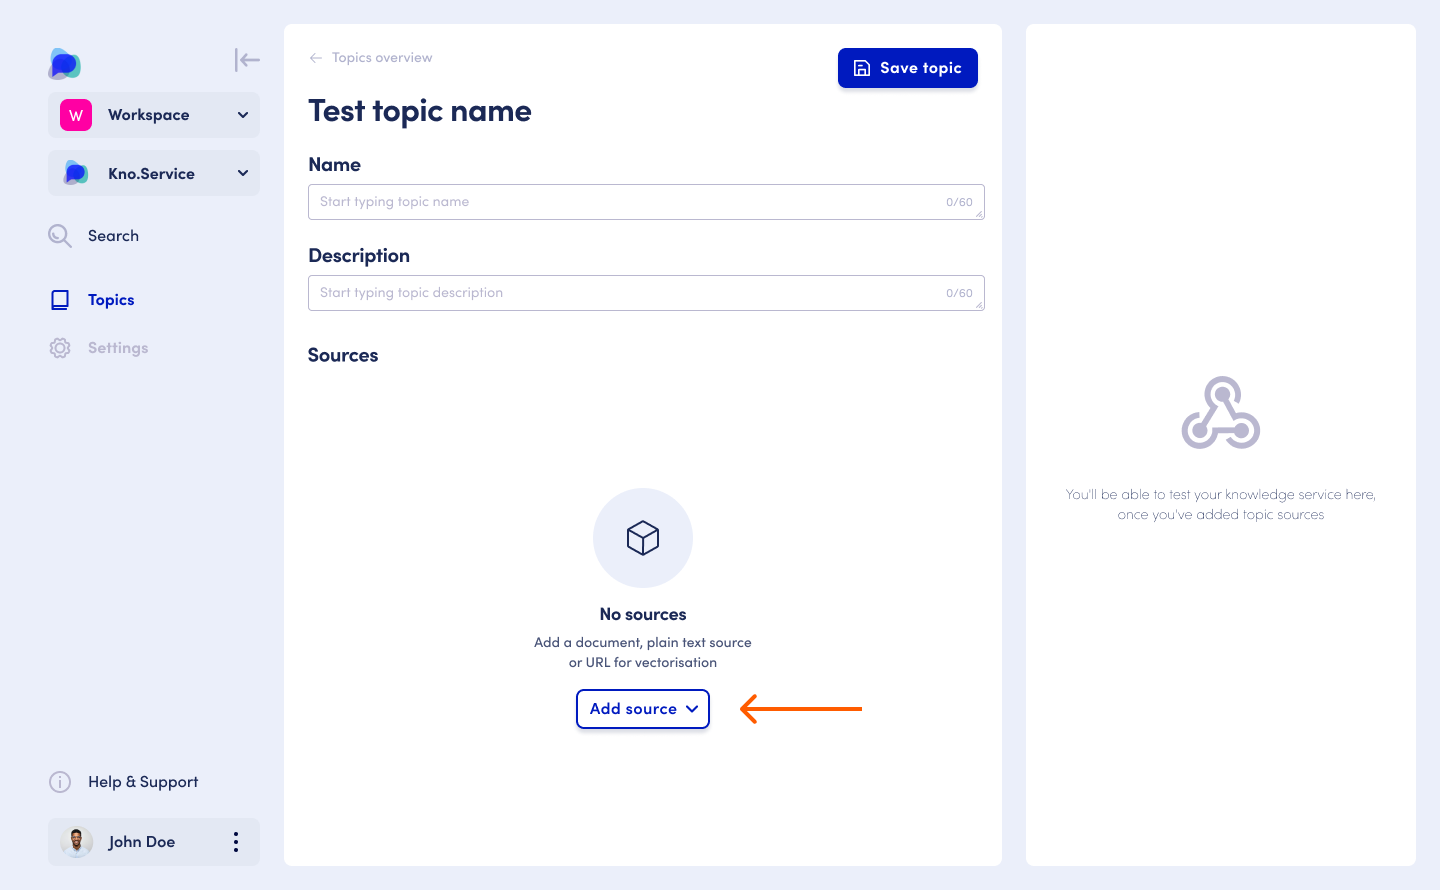 W
Workspace
Kno.Service
Search
Topics
Settings
Help & Support
John Doe
Topics overview
Save topic
Test topic name
Name
Start typing topic name
0/60
Description
Start typing topic description
0/60
Sources
No sources
Add a document, plain text source
or URL for vectorisation
Add source
You'll be able to test your knowledge service here,
once you've added topic sources